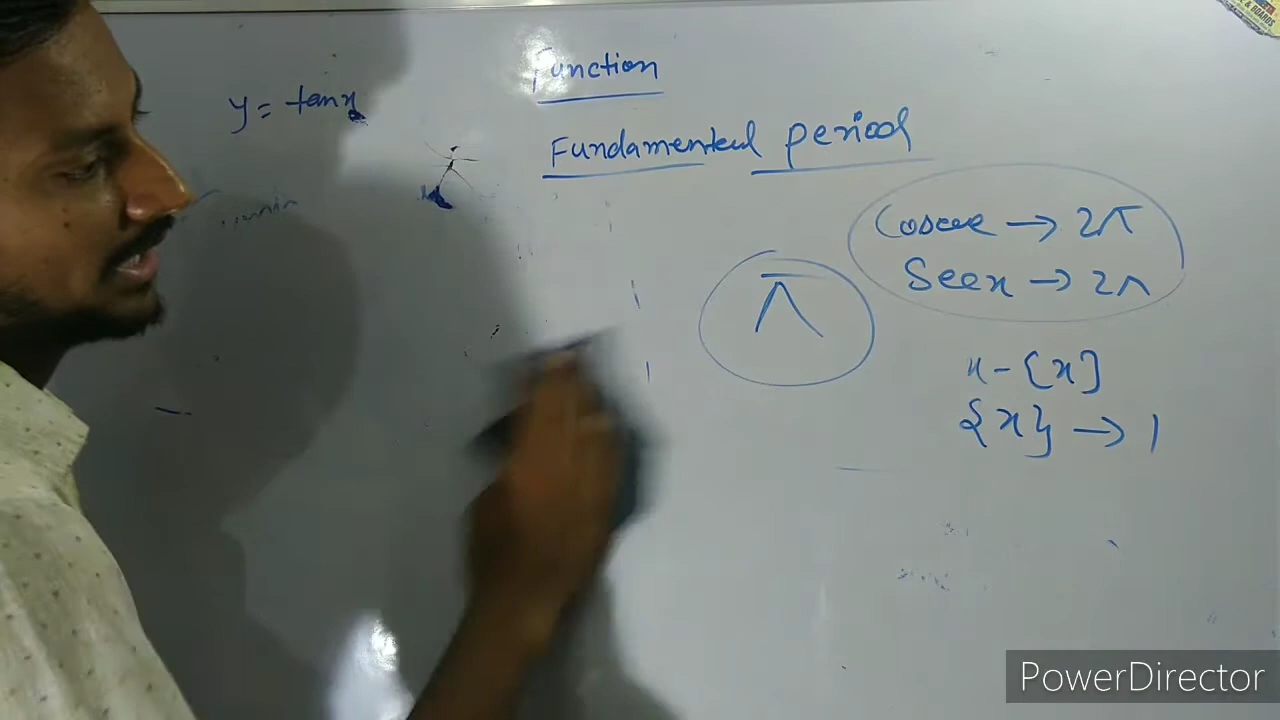 Function
y = tanx
Fundamental period
Cosecx → 2π
Secx → 2π
π
x - [x]
{x} → 1
PowerDirector